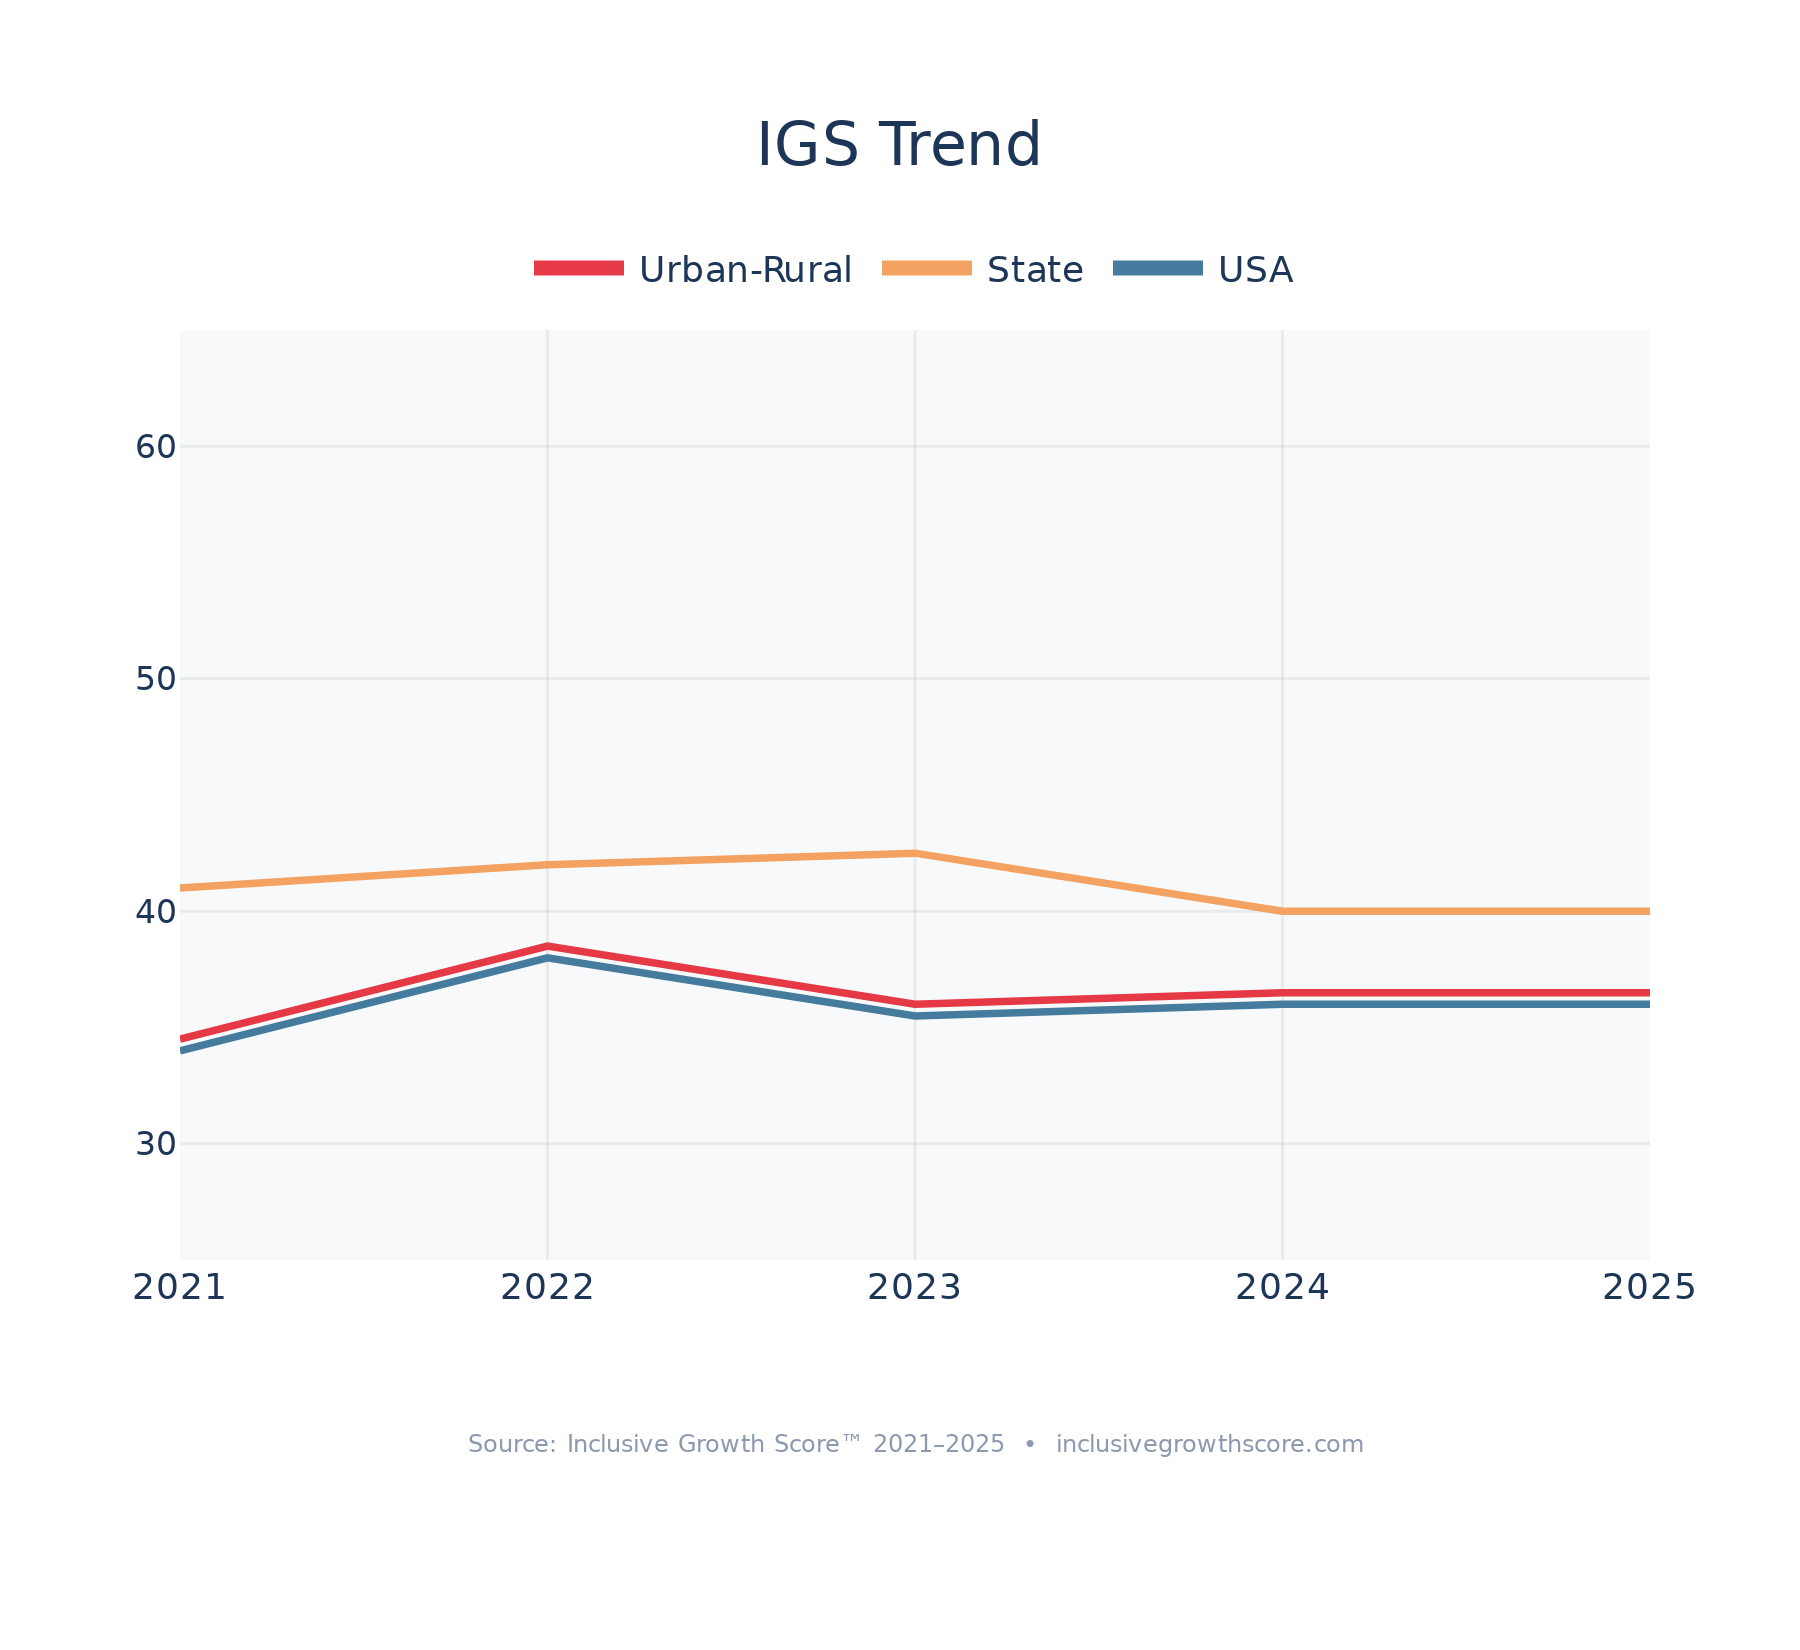 IGS Trend
Urban-Rural State USA
60
50
40
30
2021 2022 2023 2024 2025
Source: Inclusive Growth Score™ 2021–2025 • inclusivegrowthscore.com